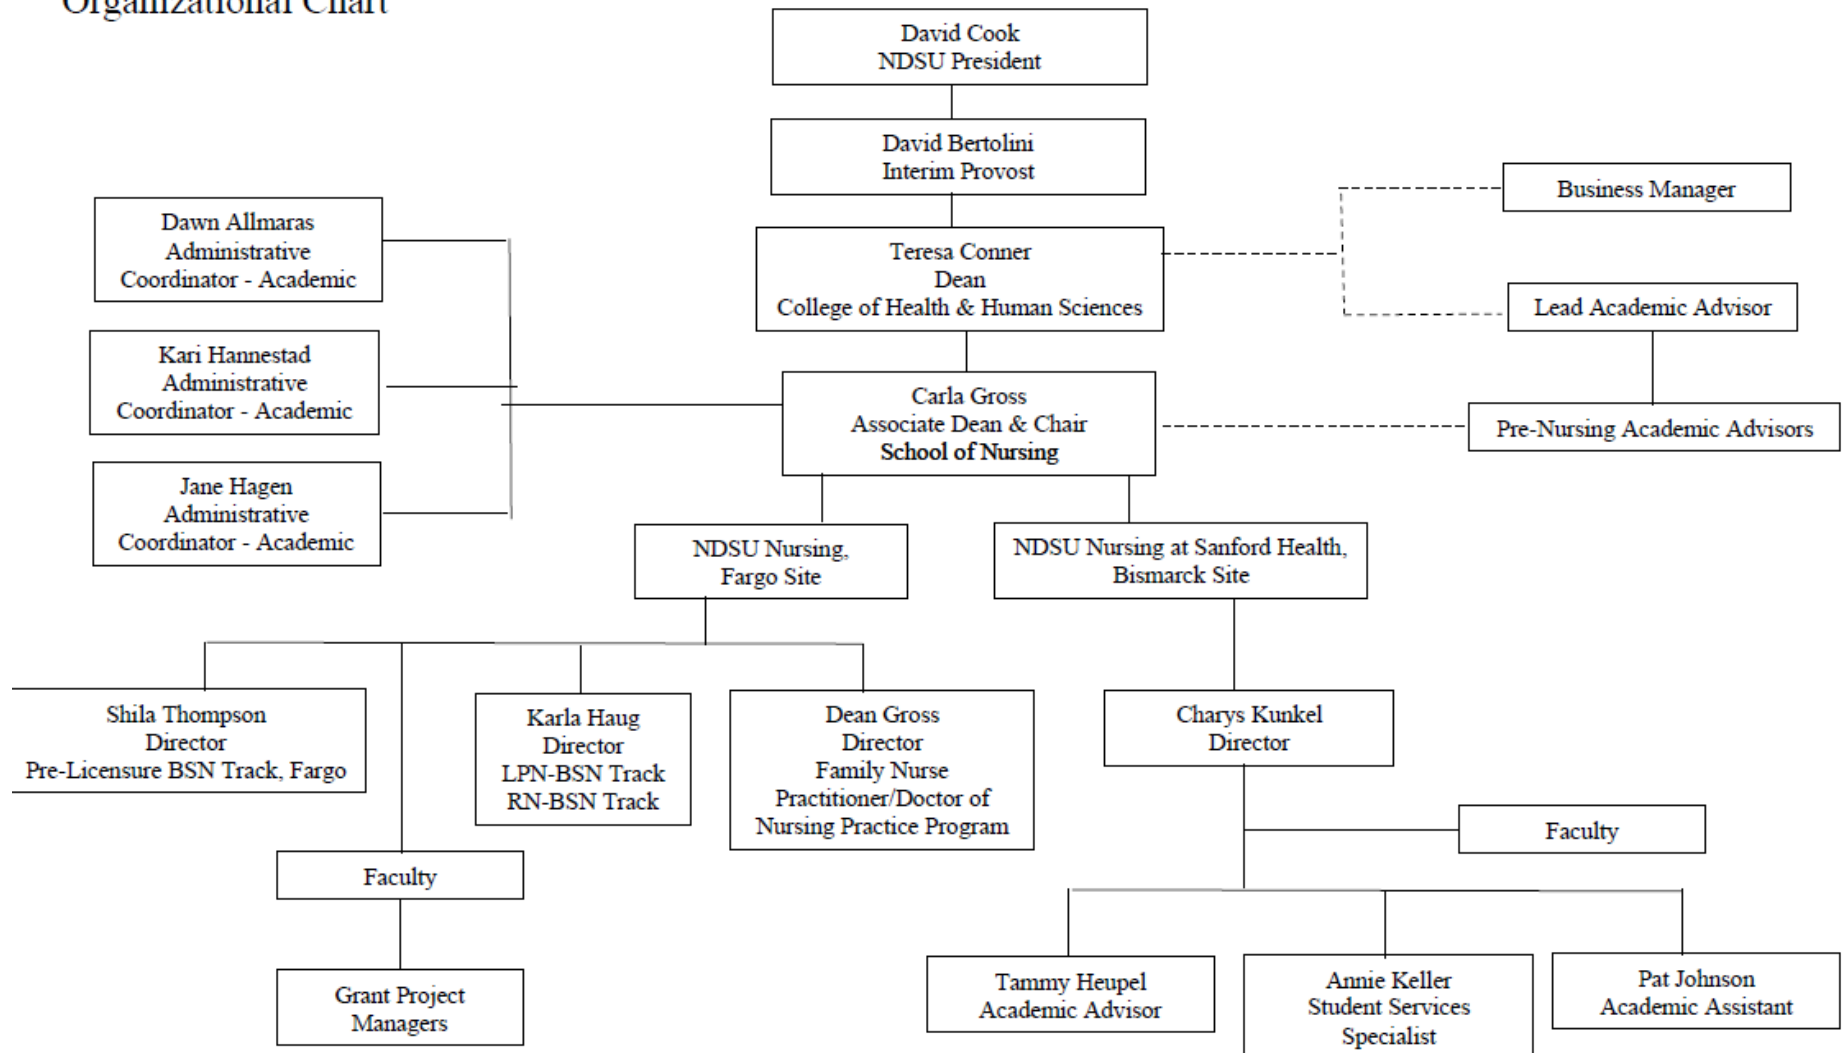 Organizational Chart
David Cook
NDSU President
David Bertolini
Interim Provost
Business Manager
Dawn Allmaras
Administrative
Coordinator - Academic
Teresa Conner
Dean
College of Health & Human Sciences
Lead Academic Advisor
Kari Hannestad
Administrative
Coordinator - Academic
Carla Gross
Associate Dean & Chair
School of Nursing
Pre-Nursing Academic Advisors
Jane Hagen
Administrative
Coordinator - Academic
NDSU Nursing,
Fargo Site
NDSU Nursing at Sanford Health,
Bismarck Site
Shila Thompson
Director
Pre-Licensure BSN Track, Fargo
Karla Haug
Director
LPN-BSN Track
RN-BSN Track
Dean Gross
Director
Family Nurse
Practitioner/Doctor of
Nursing Practice Program
Charys Kunkel
Director
Faculty
Faculty
Grant Project
Managers
Tammy Heupel
Academic Advisor
Annie Keller
Student Services
Specialist
Pat Johnson
Academic Assistant